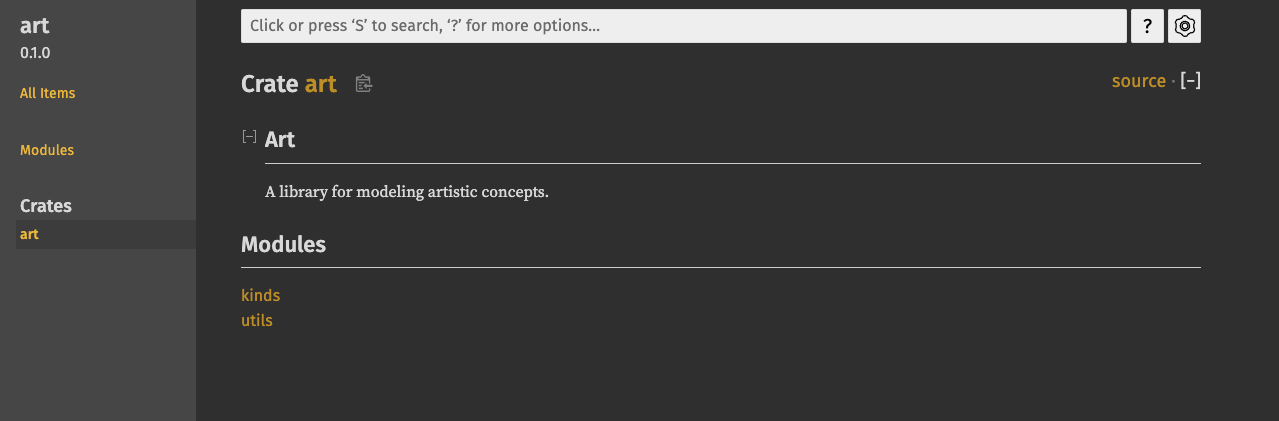 art
0.1.0
All Items
Modules
Crates
art
Click or press ‘S’ to search, ‘?’ for more options…
?
Crate art
source · [-]
[-] Art
A library for modeling artistic concepts.
Modules
kinds
utils